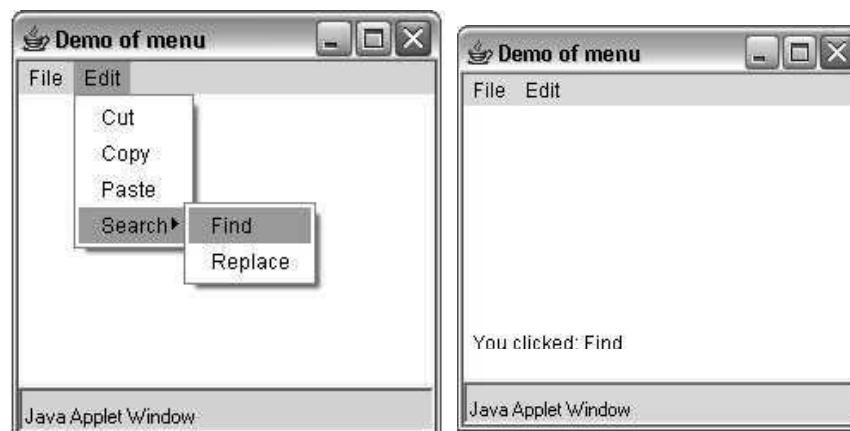 Demo of menu
File Edit
Cut
Copy
Paste
Search
Find
Replace
Java Applet Window
Demo of menu
File Edit
You clicked: Find
Java Applet Window